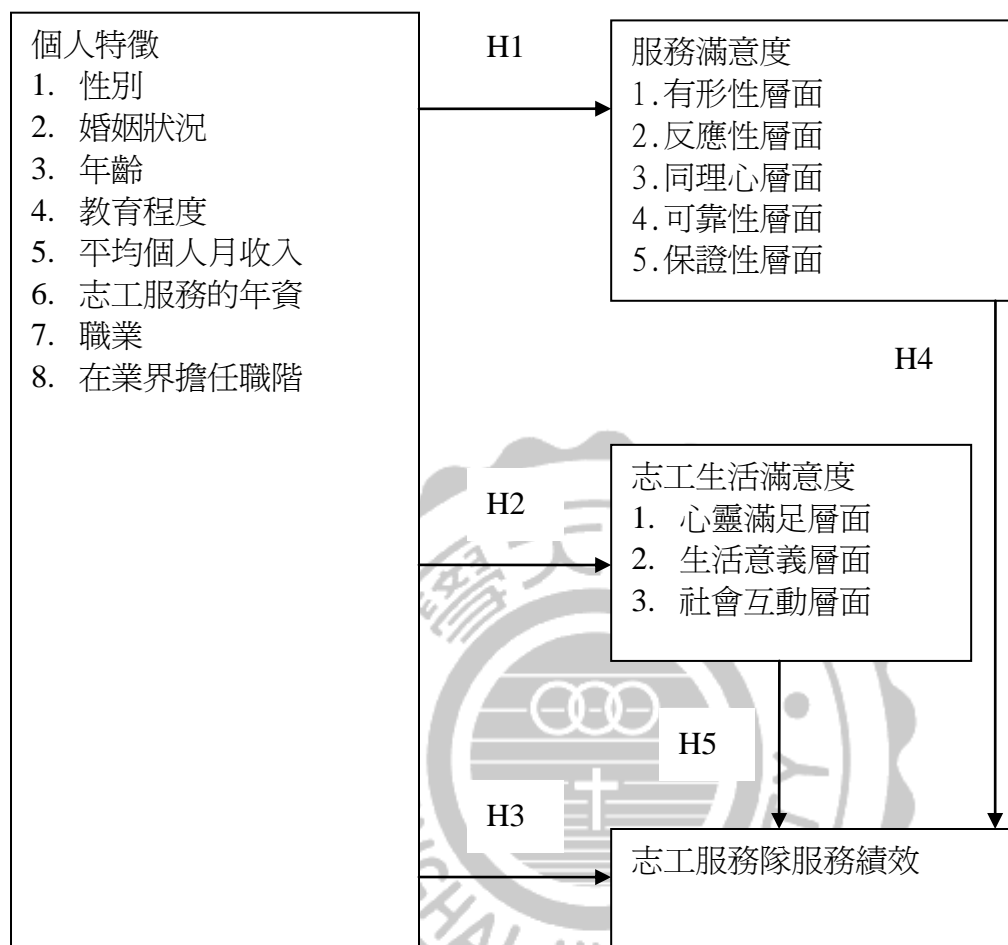 個人特徵
1. 性別
2. 婚姻狀況
3. 年齡
4. 教育程度
5. 平均個人月收入
6. 志工服務的年資
7. 職業
8. 在業界擔任職階
H1
服務滿意度
1.有形性層面
2.反應性層面
3.同理心層面
4.可靠性層面
5.保證性層面
H4
H2
志工生活滿意度
1. 心靈滿足層面
2. 生活意義層面
3. 社會互動層面
H5
H3
志工服務隊服務績效